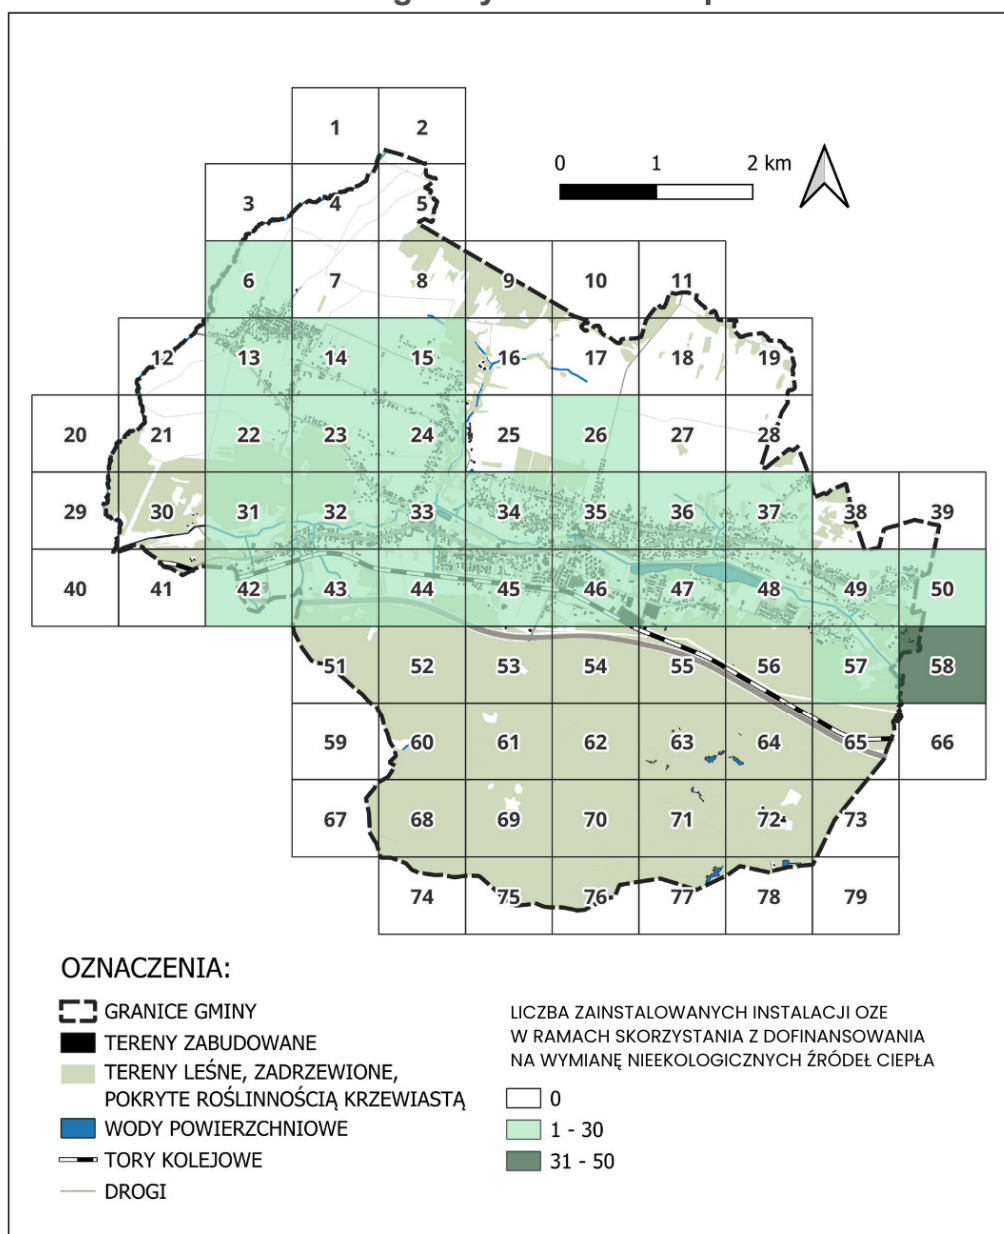 1 2
0 1 2 km
3 4 5
6 7 8 9 10 11
12 13 14 15 16 17 18 19
20 21 22 23 24 25 26 27 28
29 30 31 32 33 34 35 36 37 38 39
40 41 42 43 44 45 46 47 48 49 50
51 52 53 54 55 56 57 58
59 60 61 62 63 64 65 66
67 68 69 70 71 72 73
74 75 76 77 78 79
OZNACZENIA:
GRANICE GMINY
TERENY ZABUDOWANE
TERENY LEŚNE, ZADRZEWIONE,
POKRYTE ROŚLINNOŚCIĄ KRZEWIASTĄ
WODY POWIERZCHNIOWE
TORY KOLEJOWE
DROGI
LICZBA ZAINSTALOWANYCH INSTALACJI OZE
W RAMACH SKORZYSTANIA Z DOFINANSOWANIA
NA WYMIANĘ NIEEKOLOGICZNYCH ŹRÓDEŁ CIEPŁA
0
1 - 30
31 - 50